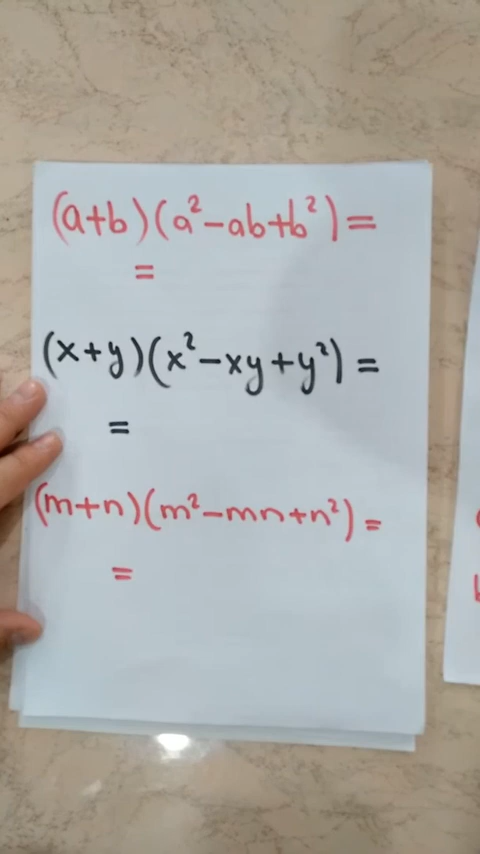 (a+b)(a²-ab+b²)=
=
(x+y)(x²-xy+y²)=
=
(m+n)(m²-mn+n²)=
=